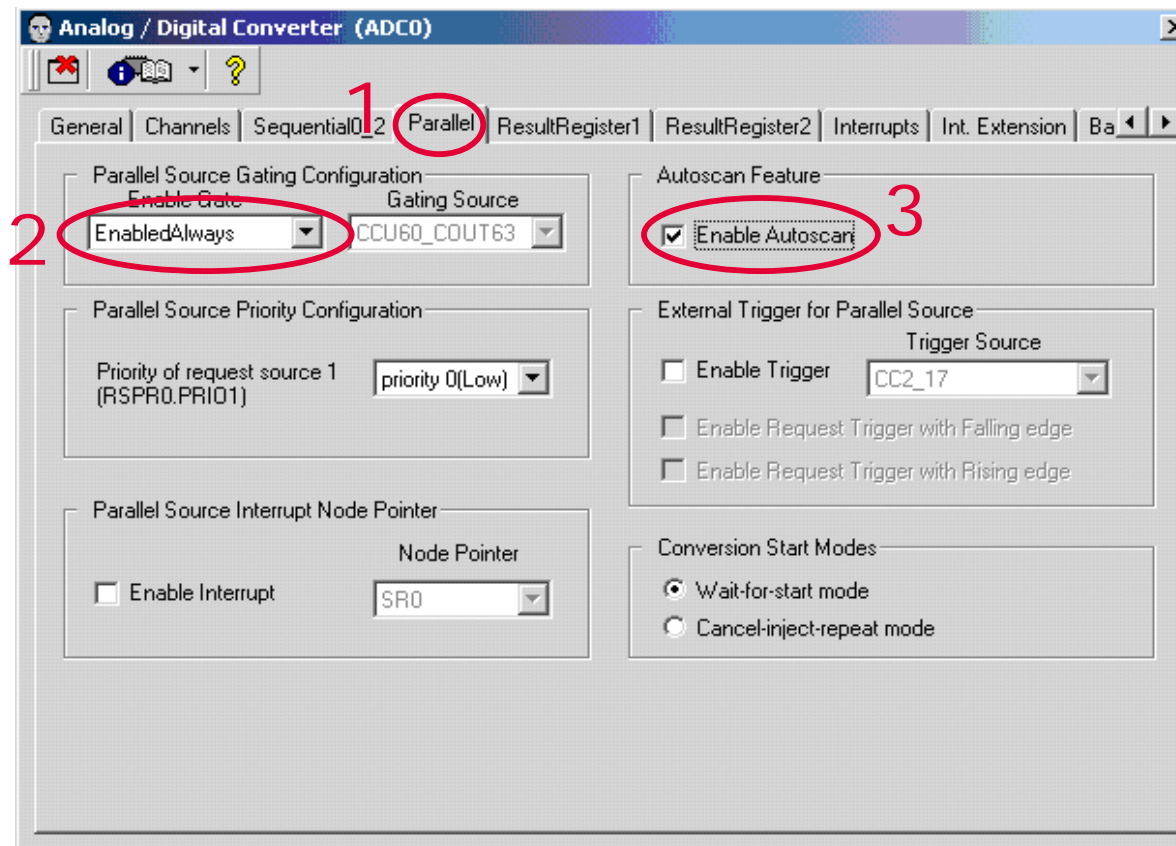 Analog / Digital Converter (ADC0)
1
General Channels Sequential0_2 Parallel ResultRegister1 ResultRegister2 Interrupts Int. Extension Ba
Parallel Source Gating Configuration
Enable Gate Gating Source
2 EnabledAlways CCU60_COUT63
Autoscan Feature
Enable Autoscan 3
Parallel Source Priority Configuration
Priority of request source 1
(RSPR0.PRIO1)
priority 0(Low)
External Trigger for Parallel Source
Trigger Source
Enable Trigger CC2_17
Enable Request Trigger with Falling edge
Enable Request Trigger with Rising edge
Parallel Source Interrupt Node Pointer
Node Pointer
Enable Interrupt SR0
Conversion Start Modes
Wait-for-start mode
Cancel-inject-repeat mode